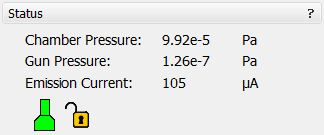 Status ?
Chamber Pressure: 9.92e-5 Pa
Gun Pressure: 1.26e-7 Pa
Emission Current: 105 µA